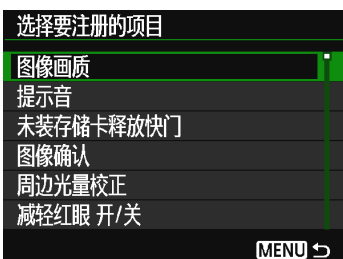 选择要注册的项目
图像画质
提示音
未装存储卡释放快门
图像确认
周边光量校正
减轻红眼 开/关
MENU